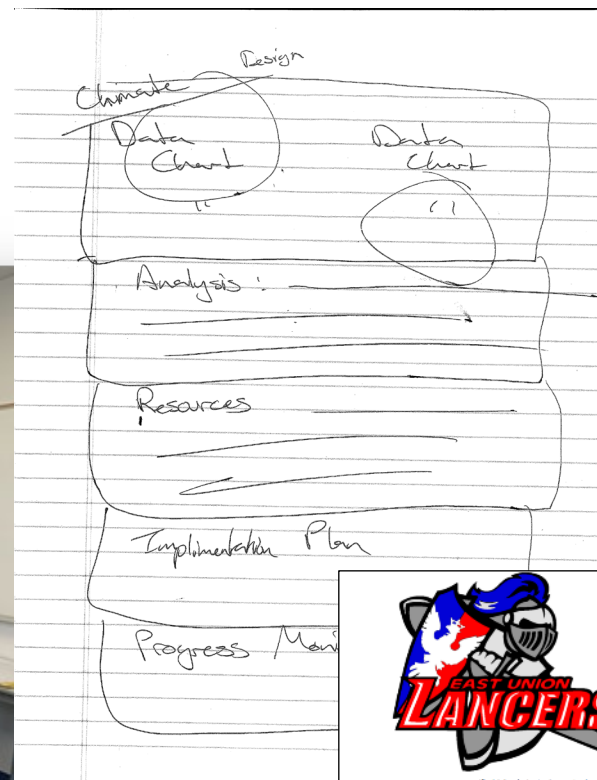 Design
Climate
Data Chart
Data Chart
Analysis:
Resources
Implimentation Plan
Progress
EAST UNION
LANCERS